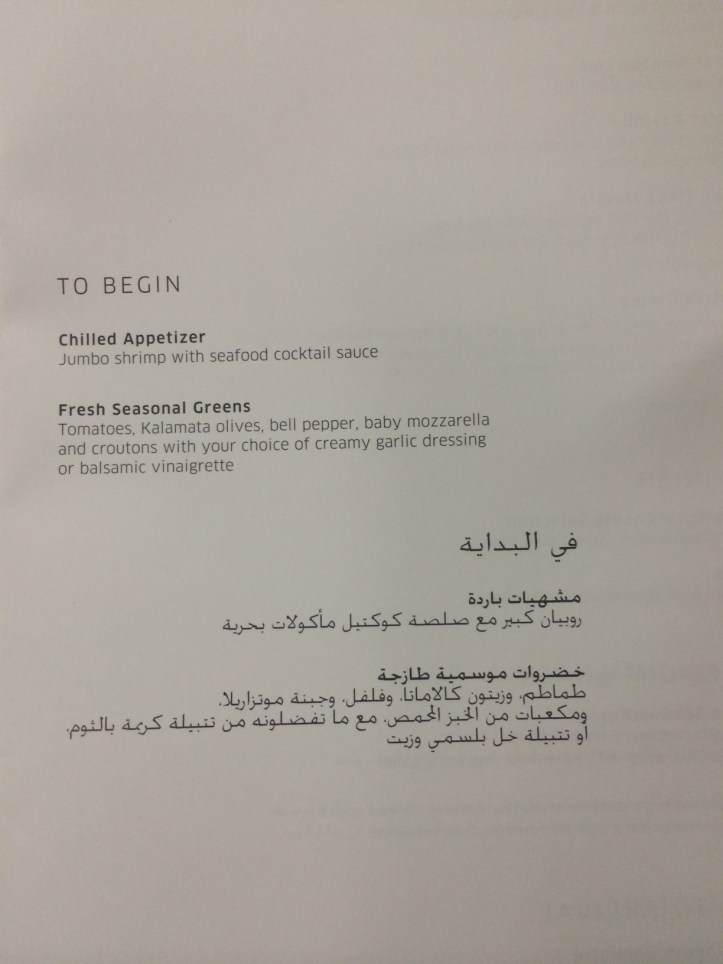 TO BEGIN
Chilled Appetizer
Jumbo shrimp with seafood cocktail sauce
Fresh Seasonal Greens
Tomatoes, Kalamata olives, bell pepper, baby mozzarella
and croutons with your choice of creamy garlic dressing
or balsamic vinaigrette
في البداية
مشهيات باردة
روبيان كبير مع صلصة كوكتيل مأكولات بحرية
خضروات موسمية طازجة
طماطم، وزيتون كالاماتا، وفلفل، وجبنة موتزاريلا،
ومكعبات من الخبز المحمص، مع ما تفضلونه من تتبيلة كريمة بالثوم،
أو تتبيلة خل بلسمي وزيت